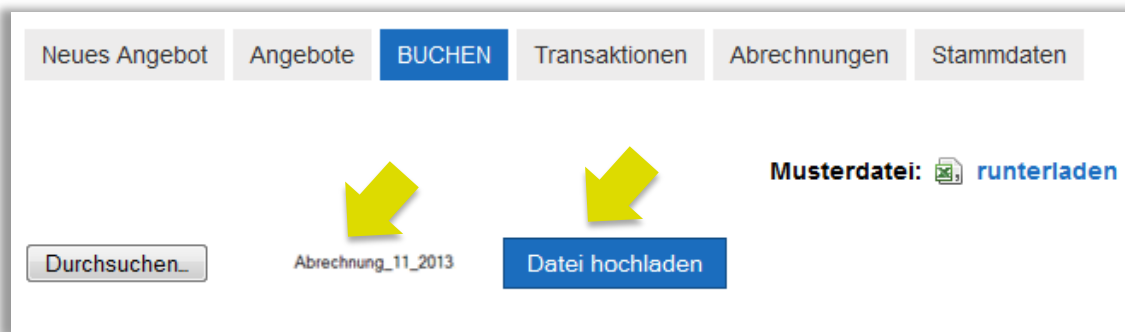 Neues Angebot Angebote BUCHEN Transaktionen Abrechnungen Stammdaten
Musterdatei: runterladen
Durchsuchen… Abrechnung_11_2013 Datei hochladen